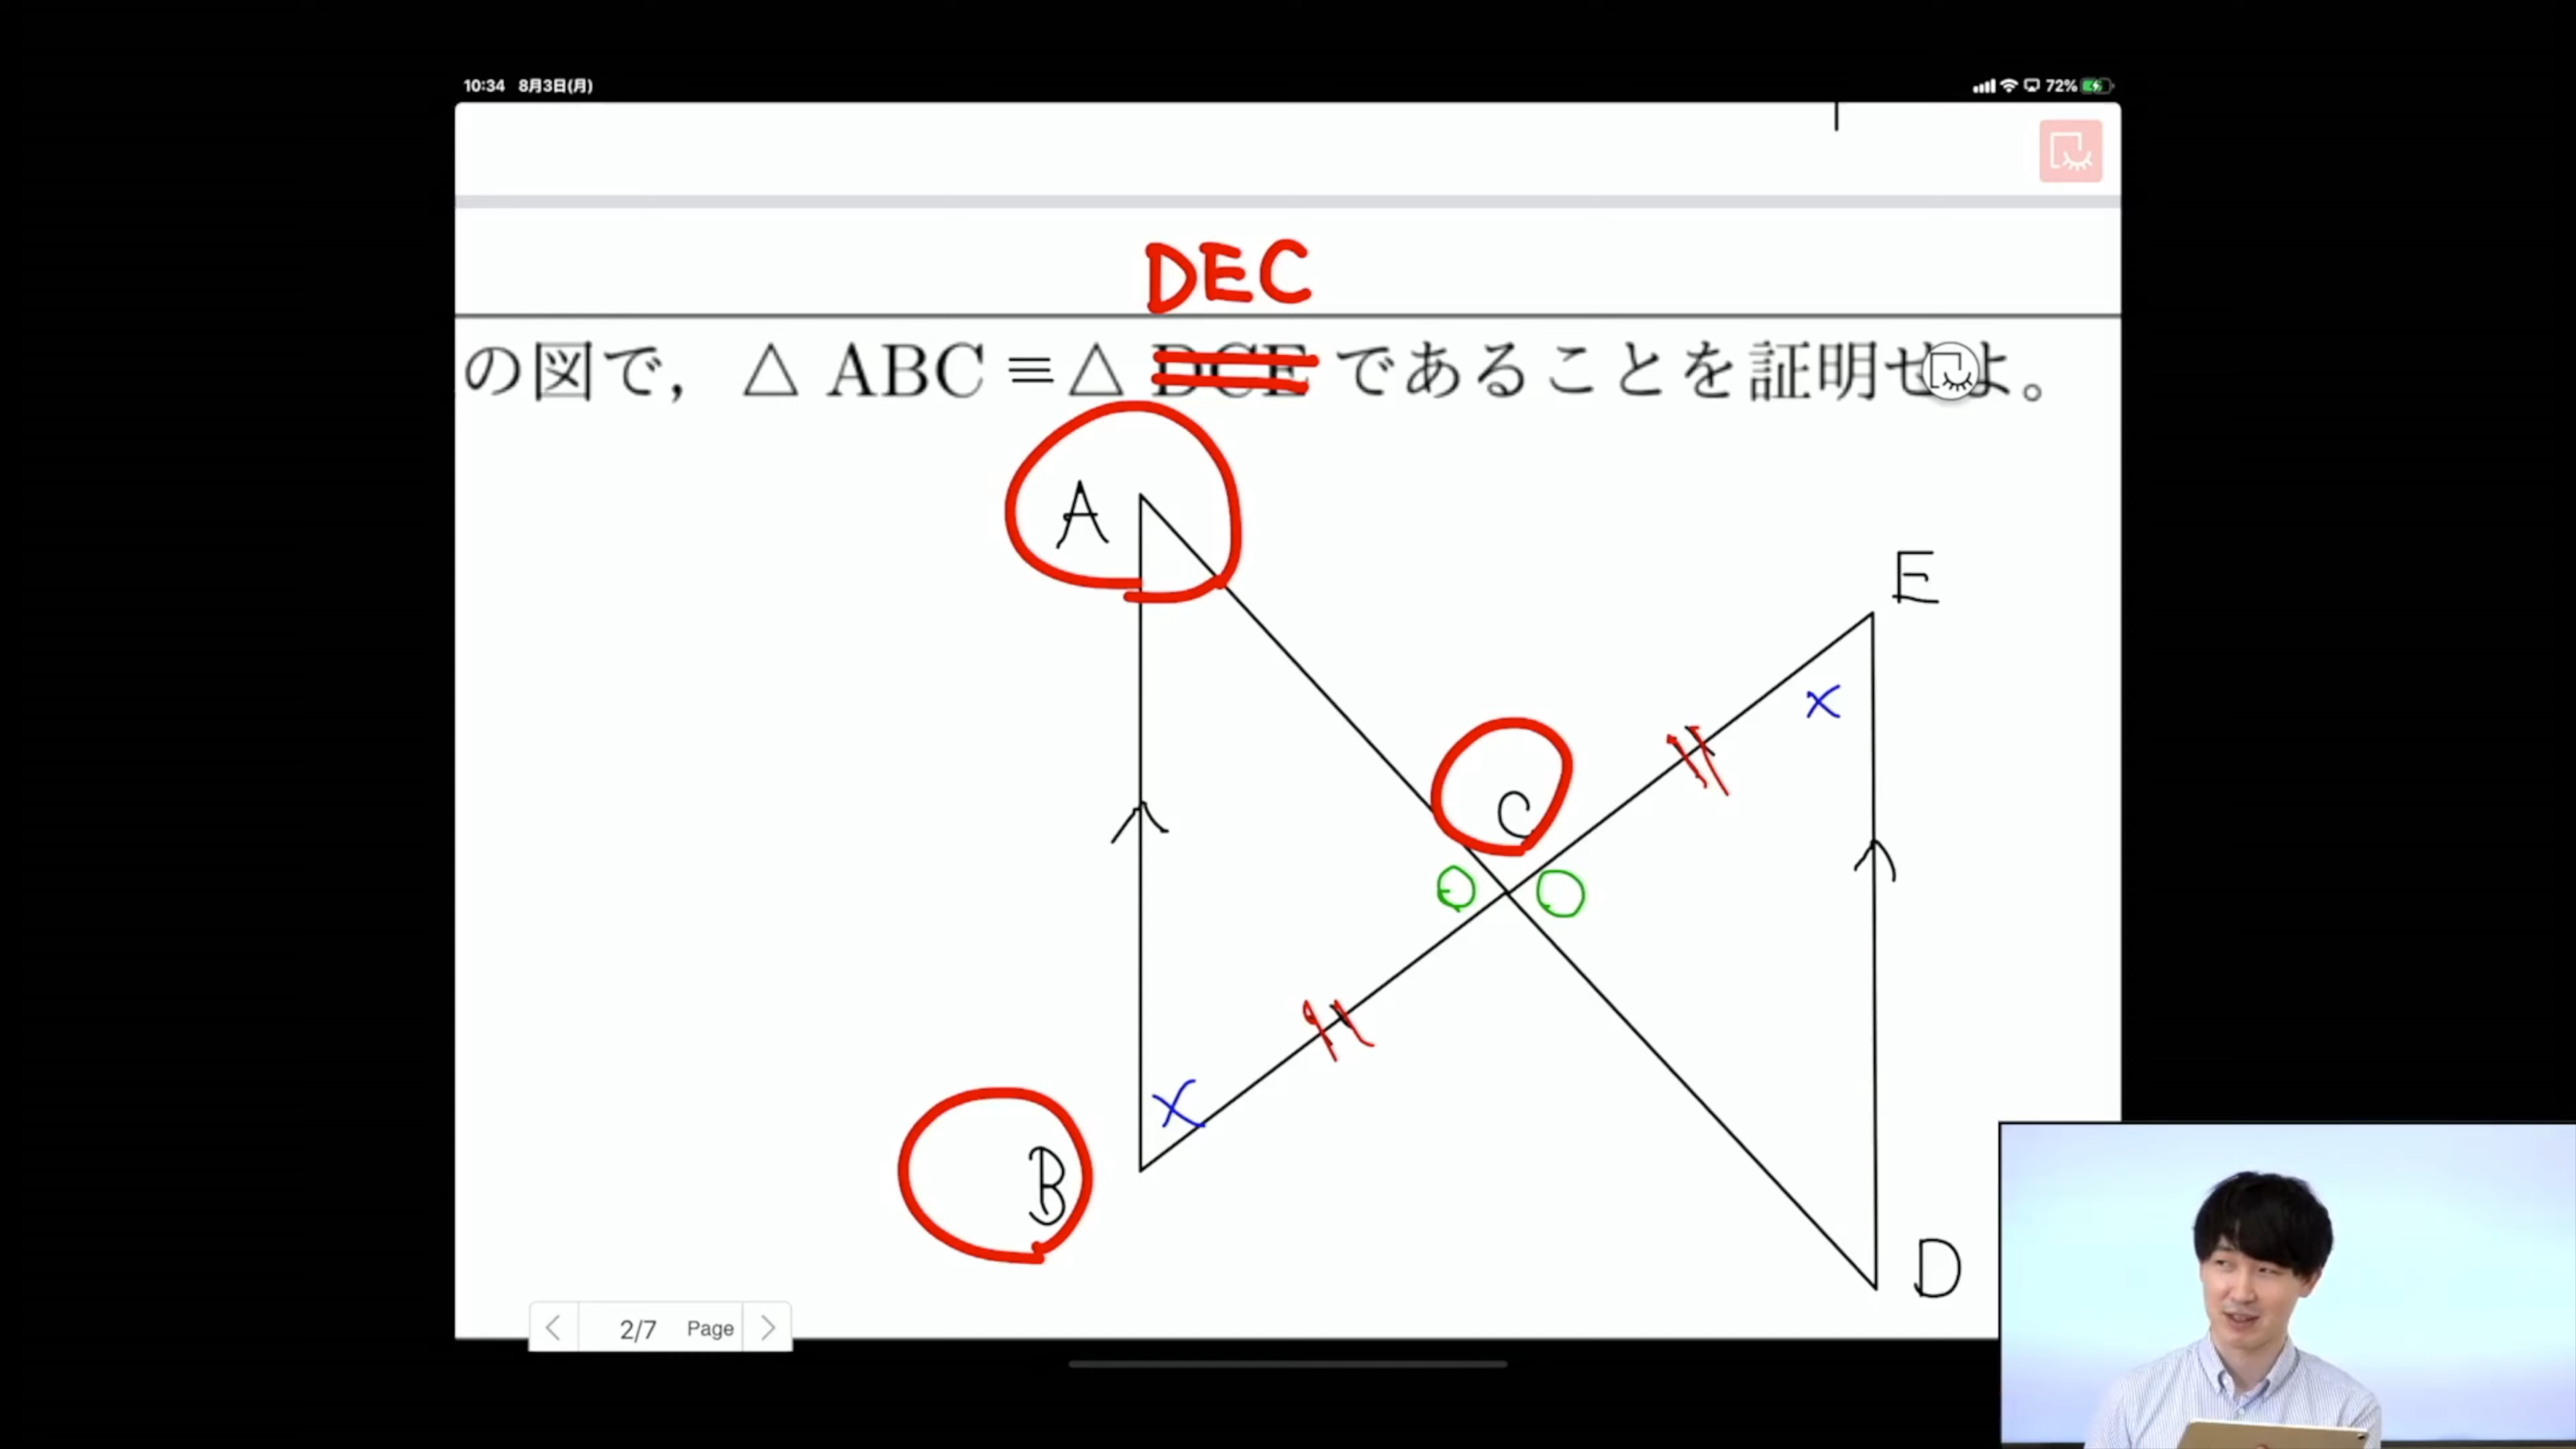 10:34 8月3日(月)
72%
DEC
の図で, △ ABC ≡ △ DCE であることを証明せよ。
A
E
C
B
D
2/7 Page